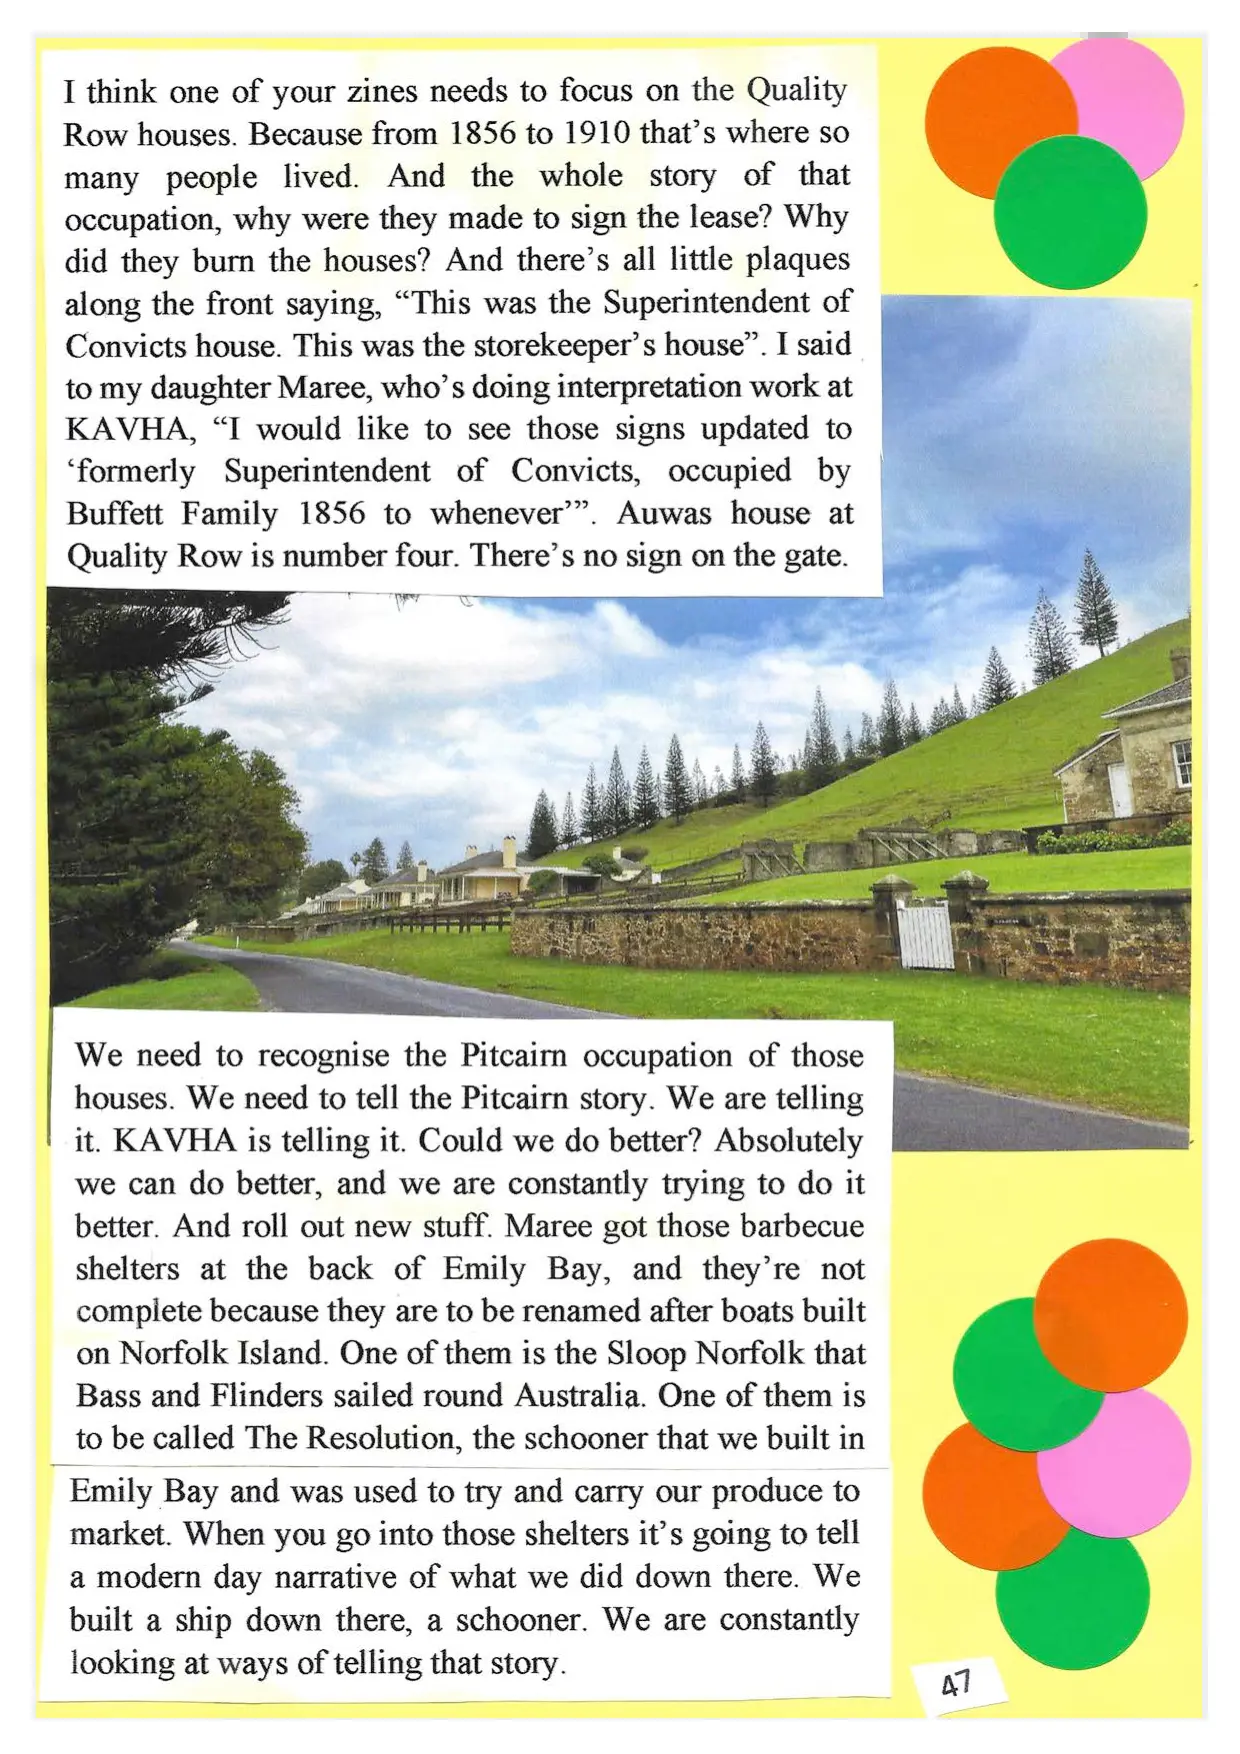 I think one of your zines needs to focus on the Quality
Row houses. Because from 1856 to 1910 that's where so
many people lived. And the whole story of that
occupation, why were they made to sign the lease? Why
did they burn the houses? And there's all little plaques
along the front saying, “This was the Superintendent of
Convicts house. This was the storekeeper's house”. I said
to my daughter Maree, who's doing interpretation work at
KAVHA, “I would like to see those signs updated to
‘formerly Superintendent of Convicts, occupied by
Buffett Family 1856 to whenever’”. Auwas house at
Quality Row is number four. There's no sign on the gate.
We need to recognise the Pitcairn occupation of those
houses. We need to tell the Pitcairn story. We are telling
it. KAVHA is telling it. Could we do better? Absolutely
we can do better, and we are constantly trying to do it
better. And roll out new stuff. Maree got those barbecue
shelters at the back of Emily Bay, and they're not
complete because they are to be renamed after boats built
on Norfolk Island. One of them is the Sloop Norfolk that
Bass and Flinders sailed round Australia. One of them is
to be called The Resolution, the schooner that we built in
Emily Bay and was used to try and carry our produce to
market. When you go into those shelters it's going to tell
a modern day narrative of what we did down there. We
built a ship down there, a schooner. We are constantly
looking at ways of telling that story.
47